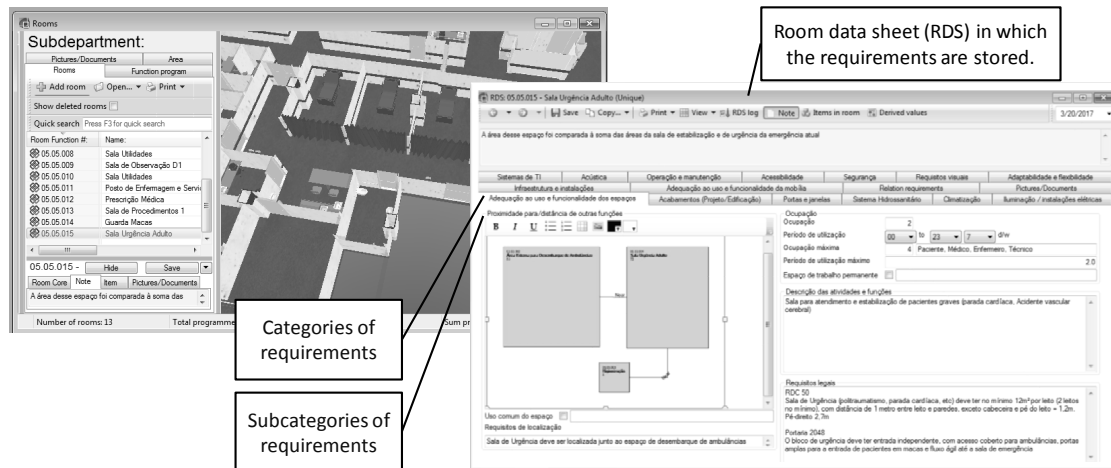 Rooms
Subdepartment:
Pictures/Documents
Area
Rooms
Function program
Add room
Open...
Print
Show deleted rooms
Quick search
Press F3 for quick search
Room Function #:
Name:
05.05.008
Sala Utilidades
05.05.009
Sala de Observação D1
05.05.010
Sala Utilidades
05.05.011
Posto de Enfermagem e Servi
05.05.012
Prescrição Médica
05.05.013
Sala de Procedimentos 1
05.05.014
Guarda Macas
05.05.015
Sala Urgência Adulto
05.05.015 -
Hide
Save
Room Core
Note
Item
Pictures/Documents
A área desse espaço foi comparada à soma das
Number of rooms: 13
Total programme
Sum pr
Room data sheet (RDS) in which
the requirements are stored.
Categories of
requirements
Subcategories of
requirements
RDS: 05.05.015 - Sala Urgência Adulto (Unique)
Save
Copy...
Print
View
RDS log
Note
Items in room
Derived values
3/20/2017
A área desse espaço foi comparada à soma das áreas da sala de estabilização e de urgência da emergência atual
Sistemas de TI
Acústica
Operação e manutenção
Acessibilidade
Segurança
Requistos visuais
Adaptabilidade e flexibilidade
Infraestrutura e instalações
Adequação ao uso e funcionalidade da mobília
Relation requirements
Pictures/Documents
Adequação ao uso e funcionalidade dos espaços
Acabamentos (Projeto/Edificação)
Portas e janelas
Sistema Hidrossanitário
Climatização
Iluminação / instalações elétricas
Proximidade para/distância de outras funções
B I U
Uso comum do espaço
Requisitos de localização
Sala de Urgência deve ser localizada junto ao espaço de desembarque de ambulâncias
Ocupação
Ocupação
2
Período de utilização
00 to 23 7 d/w
Ocupação máxima
4 Paciente, Médico, Enfermeiro, Técnico
Período de utilização máximo
2.0
Espaço de trabalho permanente
Descrição das atividades e funções
Sala para atendimento e estabilização de pacientes graves (parada cardíaca, Acidente vascular
cerebral)
Requisitos legais
RDC 50
Sala de Urgência (politraumatismo, parada cardíaca, etc) deve ter no mínimo 12m² por leito (2 leitos
no mínimo), com distância de 1 metro entre leito e paredes, exceto cabeceira e pé do leito = 1,2m.
Pé-direito 2,7m
Portaria 2048
O bloco de urgência deve ter entrada independente, com acesso coberto para ambulâncias, portas
amplas para a entrada de pacientes em macas e fluxo ágil até a sala de emergência